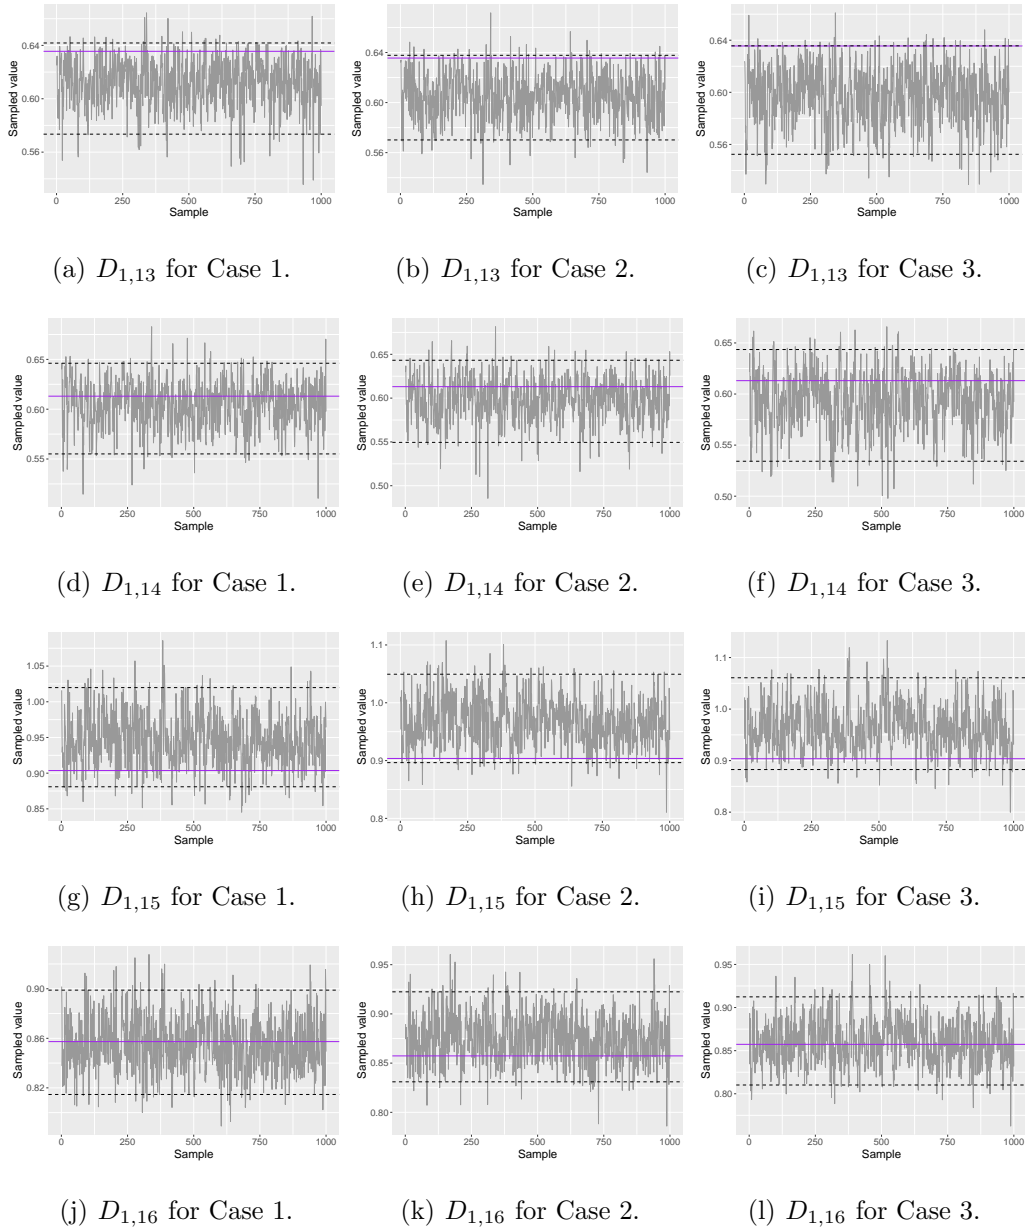 0.64
0.60
0.56
Sampled value
0 250 500 750 1000
Sample
(a) D1,13 for Case 1.
0.64
0.60
0.56
Sampled value
0 250 500 750 1000
Sample
(b) D1,13 for Case 2.
0.64
0.60
0.56
Sampled value
0 250 500 750 1000
Sample
(c) D1,13 for Case 3.
0.65
0.60
0.55
Sampled value
0 250 500 750 1000
Sample
(d) D1,14 for Case 1.
0.65
0.60
0.55
0.50
Sampled value
0 250 500 750 1000
Sample
(e) D1,14 for Case 2.
0.65
0.60
0.55
0.50
Sampled value
0 250 500 750 1000
Sample
(f) D1,14 for Case 3.
1.05
1.00
0.95
0.90
0.85
Sampled value
0 250 500 750 1000
Sample
(g) D1,15 for Case 1.
1.1
1.0
0.9
0.8
Sampled value
0 250 500 750 1000
Sample
(h) D1,15 for Case 2.
1.1
1.0
0.9
0.8
Sampled value
0 250 500 750 1000
Sample
(i) D1,15 for Case 3.
0.90
0.86
0.82
Sampled value
0 250 500 750 1000
Sample
(j) D1,16 for Case 1.
0.95
0.90
0.85
0.80
Sampled value
0 250 500 750 1000
Sample
(k) D1,16 for Case 2.
0.95
0.90
0.85
0.80
Sampled value
0 250 500 750 1000
Sample
(l) D1,16 for Case 3.